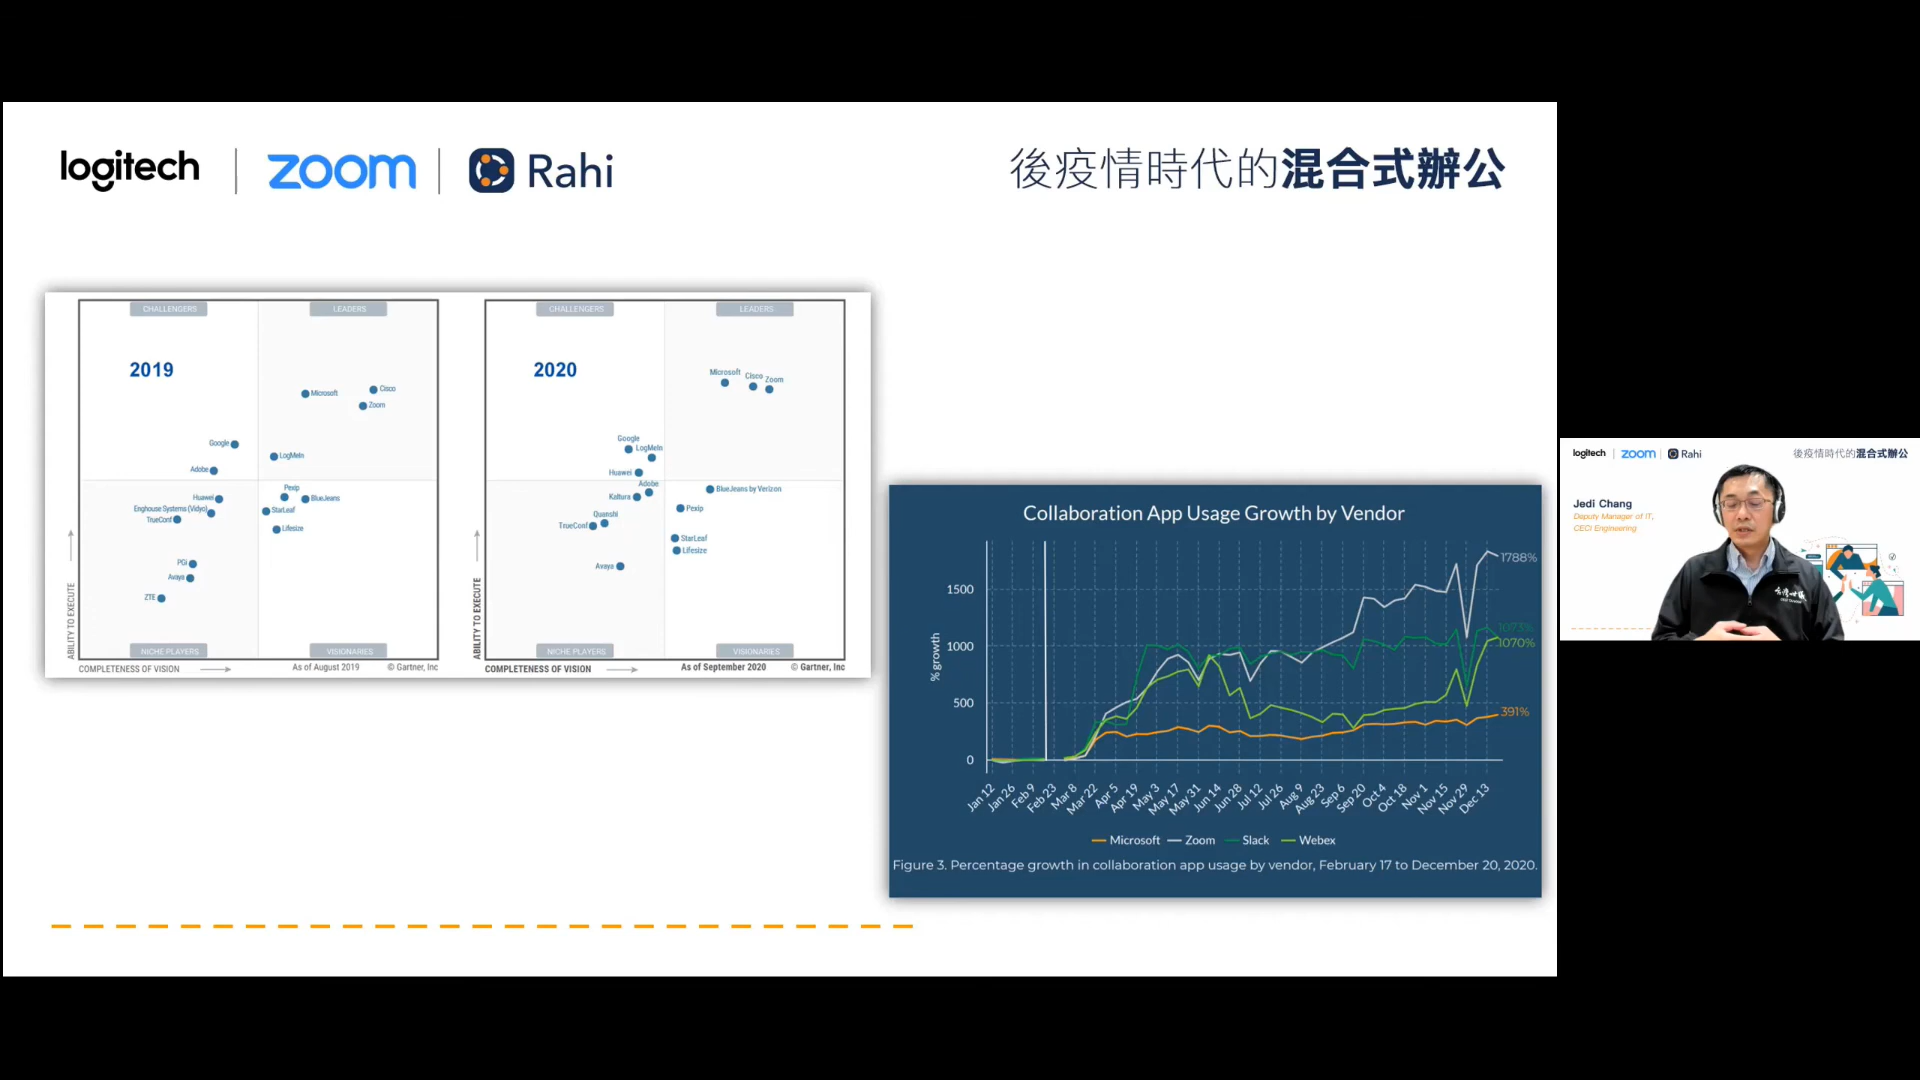 logitech
zoom
Rahi
後疫情時代的混合式辦公
CHALLENGERS
LEADERS
2019
Microsoft
Cisco
Zoom
Google
LogMeIn
Adobe
Pexip
Huawei
BlueJeans
Enghouse Systems (Vidyo)
StarLeaf
TrueConf
Lifesize
PGi
Avaya
ZTE
NICHE PLAYERS
VISIONARIES
ABILITY TO EXECUTE
COMPLETENESS OF VISION
As of August 2019
© Gartner, Inc
CHALLENGERS
LEADERS
2020
Microsoft
Cisco
Zoom
Google
LogMeIn
Huawei
Adobe
Kaltura
BlueJeans by Verizon
Pexip
Quanshi
TrueConf
StarLeaf
Lifesize
Avaya
NICHE PLAYERS
VISIONARIES
ABILITY TO EXECUTE
COMPLETENESS OF VISION
As of September 2020
© Gartner, Inc
Collaboration App Usage Growth by Vendor
% growth
1500
1000
500
0
1788%
1073%
1070%
391%
Jan 12
Jan 26
Feb 9
Feb 23
Mar 8
Mar 22
Apr 5
Apr 19
May 3
May 17
May 31
Jun 14
Jun 28
Jul 12
Jul 26
Aug 9
Aug 23
Sep 6
Sep 20
Oct 4
Oct 18
Nov 1
Nov 15
Nov 29
Dec 13
Microsoft
Zoom
Slack
Webex
Figure 3. Percentage growth in collaboration app usage by vendor, February 17 to December 20, 2020.
logitech
zoom
Rahi
後疫情時代的混合式辦公
Jedi Chang
Deputy Manager of IT,
CECI Engineering